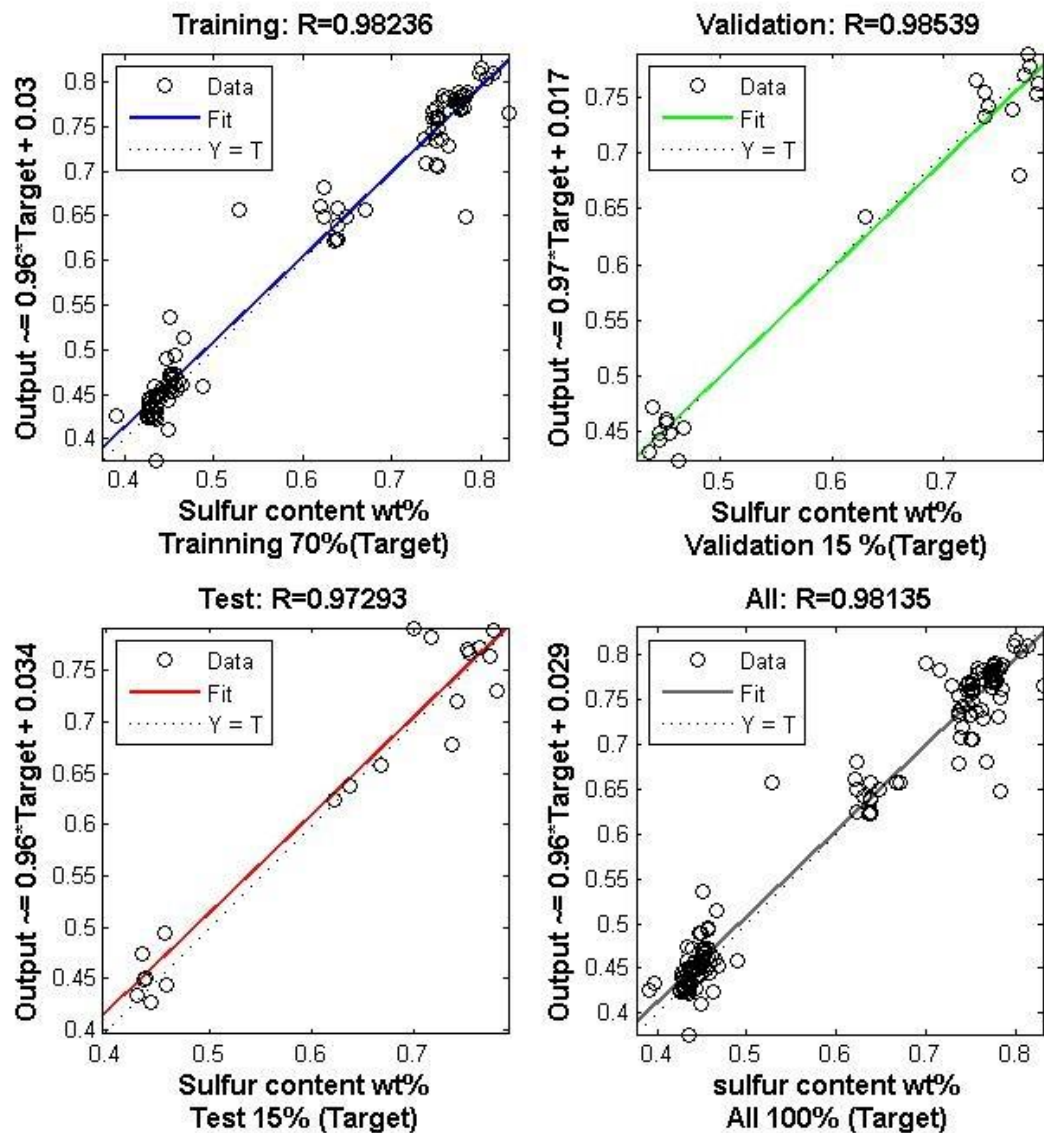 Trainning: R=0.98236
Output ~= 0.96*Target + 0.03
Data
Fit
Y = T
0.8
0.75
0.7
0.65
0.6
0.55
0.5
0.45
0.4
0.4 0.5 0.6 0.7 0.8
Sulfur content wt%
Trainning 70%(Target)
Validation: R=0.98539
Output ~= 0.97*Target + 0.017
Data
Fit
Y = T
0.75
0.7
0.65
0.6
0.55
0.5
0.45
0.5 0.6 0.7
Sulfur content wt%
Validation 15 %(Target)
Test: R=0.97293
Output ~= 0.96*Target + 0.034
Data
Fit
Y = T
0.75
0.7
0.65
0.6
0.55
0.5
0.45
0.4
0.4 0.5 0.6 0.7
Sulfur content wt%
Test 15% (Target)
All: R=0.98135
Output ~= 0.96*Target + 0.029
Data
Fit
Y = T
0.8
0.75
0.7
0.65
0.6
0.55
0.5
0.45
0.4
0.4 0.5 0.6 0.7 0.8
sulfur content wt%
All 100% (Target)